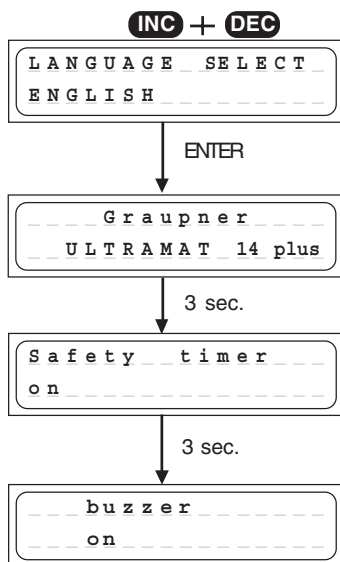 INC + DEC
LANGUAGE SELECT
ENGLISH
ENTER
Graupner
ULTRAMAT 14 plus
3 sec.
Safety timer
on
3 sec.
buzzer
on